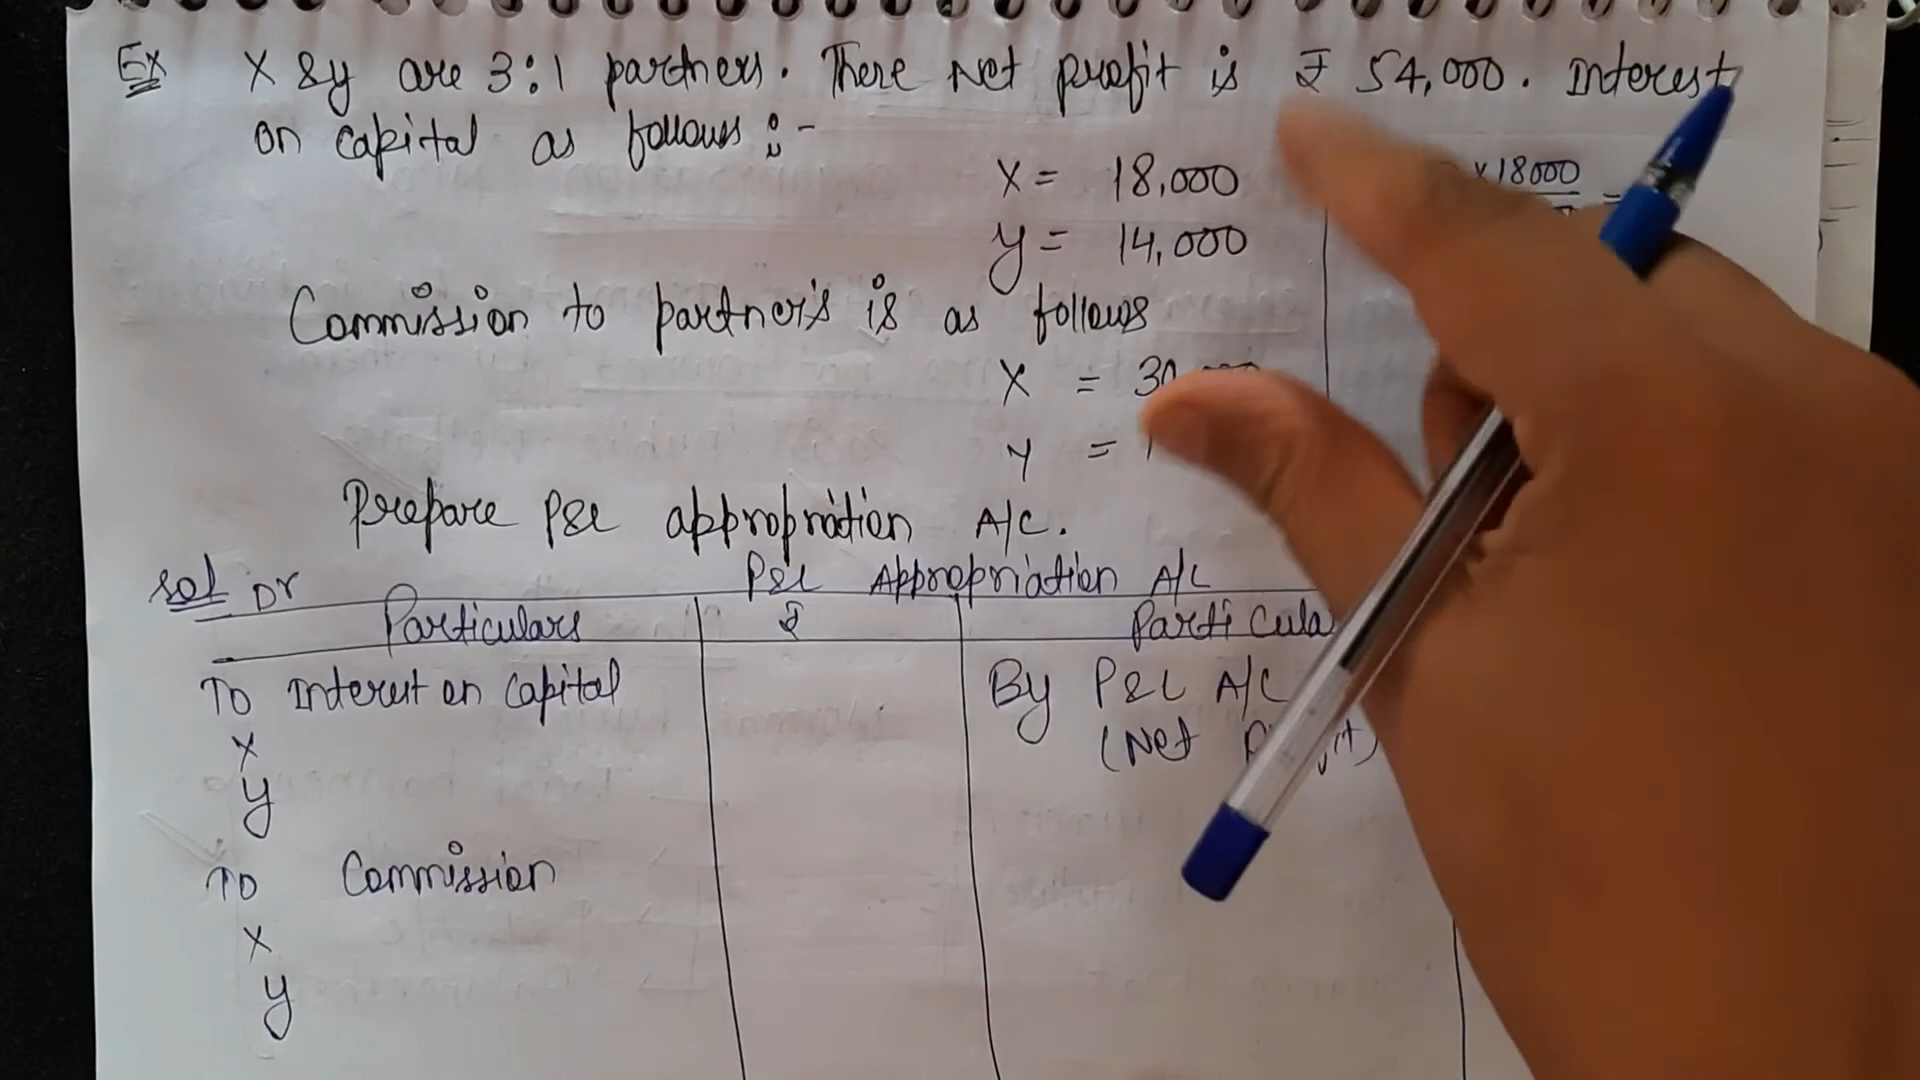 Ex X & y are 3:1 partners. There Net profit is ₹ 54,000. Interest
on capital as follows :-
X = 18,000
y = 14,000
×18000
Commission to partner's is as follows
X = 30
y =
Prepare P&L appropriation A/C.
Sol Dr P&L Appropriation A/C
Particulars ₹ Particula
To Interest on capital By P&L A/C
X (Net
y
To Commission
X
y